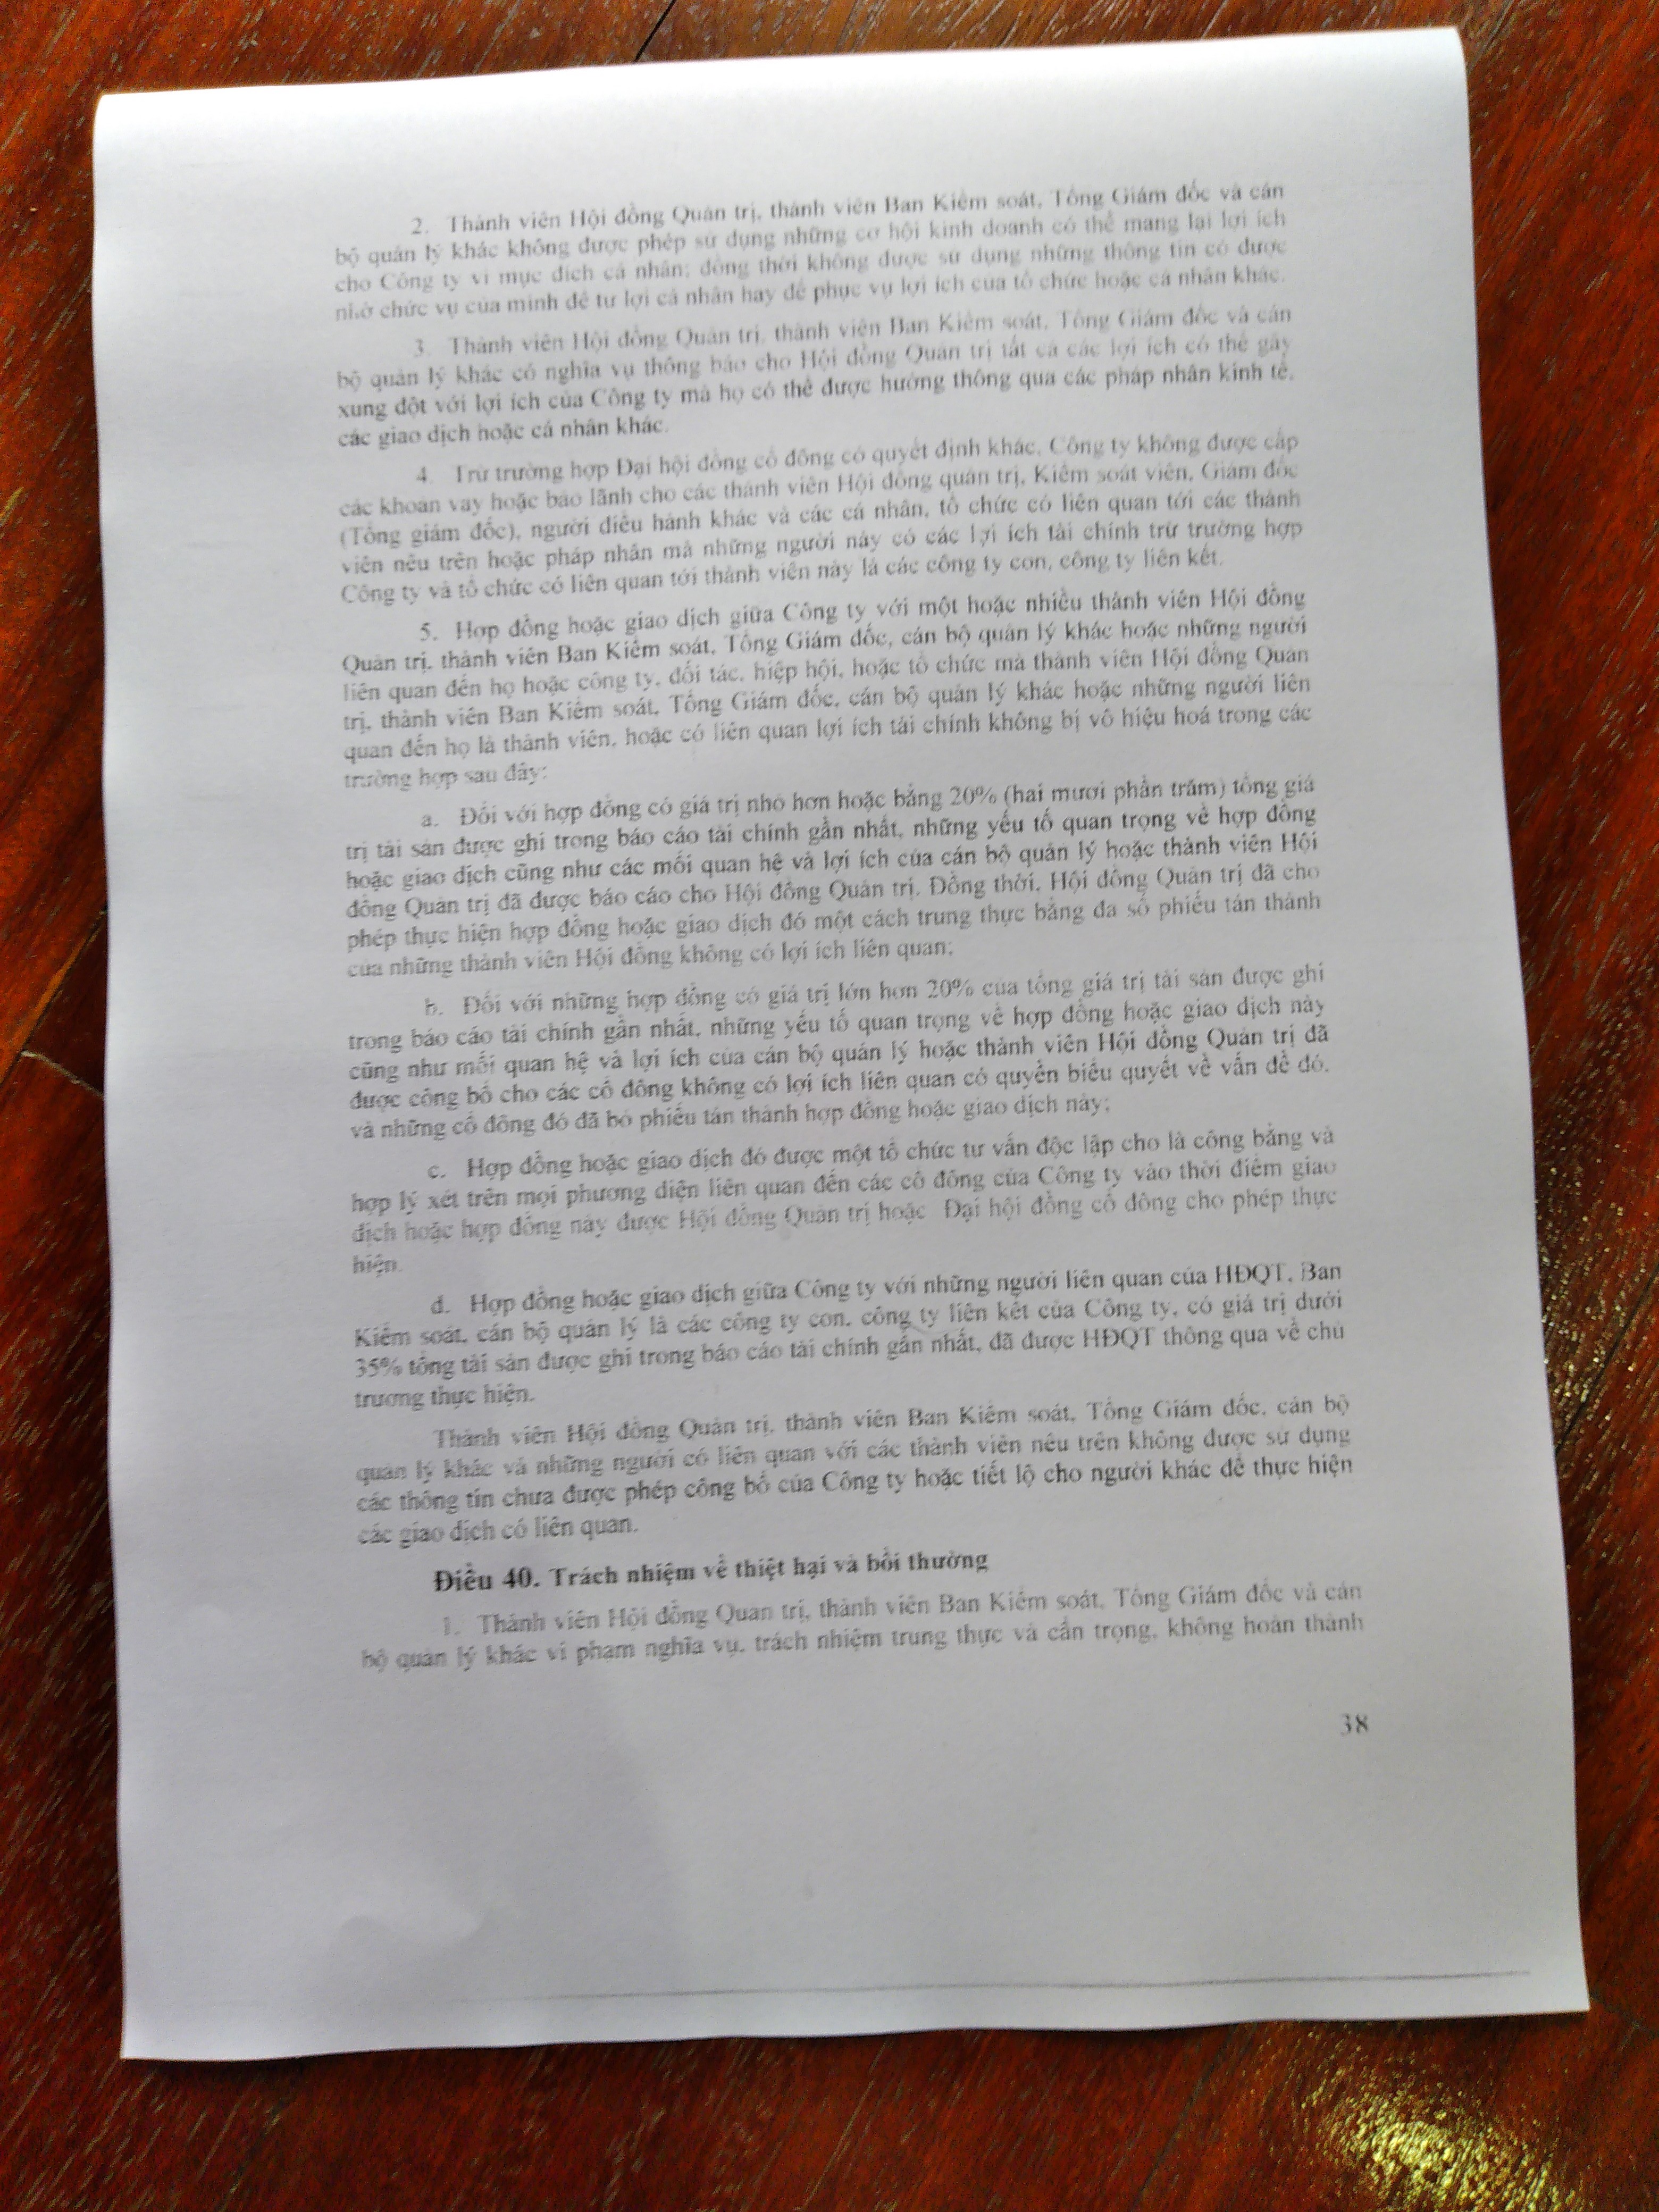 2. Thành viên Hội đồng Quản trị, thành viên Ban Kiểm soát, Tổng Giám đốc và cán
bộ quản lý khác không được phép sử dụng những cơ hội kinh doanh có thể mang lại lợi ích
cho Công ty vì mục đích cá nhân; đồng thời không được sử dụng những thông tin có được
nhờ chức vụ của mình để tư lợi cá nhân hay để phục vụ lợi ích của tổ chức hoặc cá nhân khác.
3. Thành viên Hội đồng Quản trị, thành viên Ban Kiểm soát, Tổng Giám đốc và cán
bộ quản lý khác có nghĩa vụ thông báo cho Hội đồng Quản trị tất cả các lợi ích có thể gây
xung đột với lợi ích của Công ty mà họ có thể được hưởng thông qua các pháp nhân kinh tế,
các giao dịch hoặc cá nhân khác.
4. Trừ trường hợp Đại hội đồng cổ đông có quyết định khác, Công ty không được cấp
các khoản vay hoặc bảo lãnh cho các thành viên Hội đồng quản trị, Kiểm soát viên, Giám đốc
(Tổng giám đốc), người điều hành khác và các cá nhân, tổ chức có liên quan tới các thành
viên nêu trên hoặc pháp nhân mà những người này có các lợi ích tài chính trừ trường hợp
Công ty và tổ chức có liên quan tới thành viên này là các công ty con, công ty liên kết.
5. Hợp đồng hoặc giao dịch giữa Công ty với một hoặc nhiều thành viên Hội đồng
Quản trị, thành viên Ban Kiểm soát, Tổng Giám đốc, cán bộ quản lý khác hoặc những người
liên quan đến họ hoặc công ty, đối tác, hiệp hội, hoặc tổ chức mà thành viên Hội đồng Quản
trị, thành viên Ban Kiểm soát, Tổng Giám đốc, cán bộ quản lý khác hoặc những người liên
quan đến họ là thành viên, hoặc có liên quan lợi ích tài chính không bị vô hiệu hoá trong các
trường hợp sau đây:
a. Đối với hợp đồng có giá trị nhỏ hơn hoặc bằng 20% (hai mươi phần trăm) tổng giá
trị tài sản được ghi trong báo cáo tài chính gần nhất, những yếu tố quan trọng về hợp đồng
hoặc giao dịch cũng như các mối quan hệ và lợi ích của cán bộ quản lý hoặc thành viên Hội
đồng Quản trị đã được báo cáo cho Hội đồng Quản trị. Đồng thời, Hội đồng Quản trị đã cho
phép thực hiện hợp đồng hoặc giao dịch đó một cách trung thực bằng đa số phiếu tán thành
của những thành viên Hội đồng không có lợi ích liên quan;
b. Đối với những hợp đồng có giá trị lớn hơn 20% của tổng giá trị tài sản được ghi
trong báo cáo tài chính gần nhất, những yếu tố quan trọng về hợp đồng hoặc giao dịch này
cũng như mối quan hệ và lợi ích của cán bộ quản lý hoặc thành viên Hội đồng Quản trị đã
được công bố cho các cổ đông không có lợi ích liên quan có quyền biểu quyết về vấn đề đó,
và những cổ đông đó đã bỏ phiếu tán thành hợp đồng hoặc giao dịch này;
c. Hợp đồng hoặc giao dịch đó được một tổ chức tư vấn độc lập cho là công bằng và
hợp lý xét trên mọi phương diện liên quan đến các cổ đông của Công ty vào thời điểm giao
dịch hoặc hợp đồng này được Hội đồng Quản trị hoặc Đại hội đồng cổ đông cho phép thực
hiện.
d. Hợp đồng hoặc giao dịch giữa Công ty với những người liên quan của HĐQT, Ban
Kiểm soát, cán bộ quản lý là các công ty con, công ty liên kết của Công ty, có giá trị dưới
35% tổng tài sản được ghi trong báo cáo tài chính gần nhất, đã được HĐQT thông qua về chủ
trương thực hiện.
Thành viên Hội đồng Quản trị, thành viên Ban Kiểm soát, Tổng Giám đốc, cán bộ
quản lý khác và những người có liên quan với các thành viên nêu trên không được sử dụng
các thông tin chưa được phép công bố của Công ty hoặc tiết lộ cho người khác để thực hiện
các giao dịch có liên quan.
Điều 40. Trách nhiệm về thiệt hại và bồi thường
1. Thành viên Hội đồng Quản trị, thành viên Ban Kiểm soát, Tổng Giám đốc và cán
bộ quản lý khác vi phạm nghĩa vụ, trách nhiệm trung thực và cẩn trọng, không hoàn thành
38